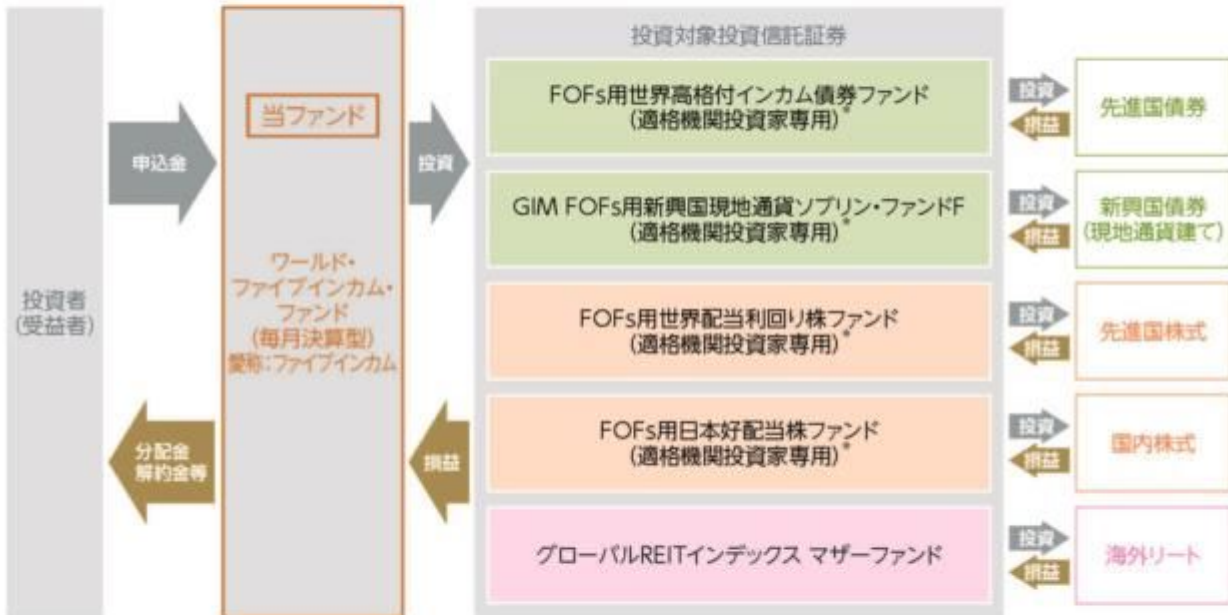 投資者
(受益者)
申込金
分配金
解約金等
当ファンド
ワールド・
ファイブインカム・
ファンド
(毎月決算型)
愛称:ファイブインカム
投資
損益
投資対象投資信託証券
FOFs用世界高格付インカム債券ファンド
(適格機関投資家専用)*
投資
損益
先進国債券
GIM FOFs用新興国現地通貨ソブリン・ファンドF
(適格機関投資家専用)*
投資
損益
新興国債券
(現地通貨建て)
FOFs用世界配当利回り株ファンド
(適格機関投資家専用)*
投資
損益
先進国株式
FOFs用日本好配当株ファンド
(適格機関投資家専用)*
投資
損益
国内株式
グローバルREITインデックス マザーファンド
投資
損益
海外リート